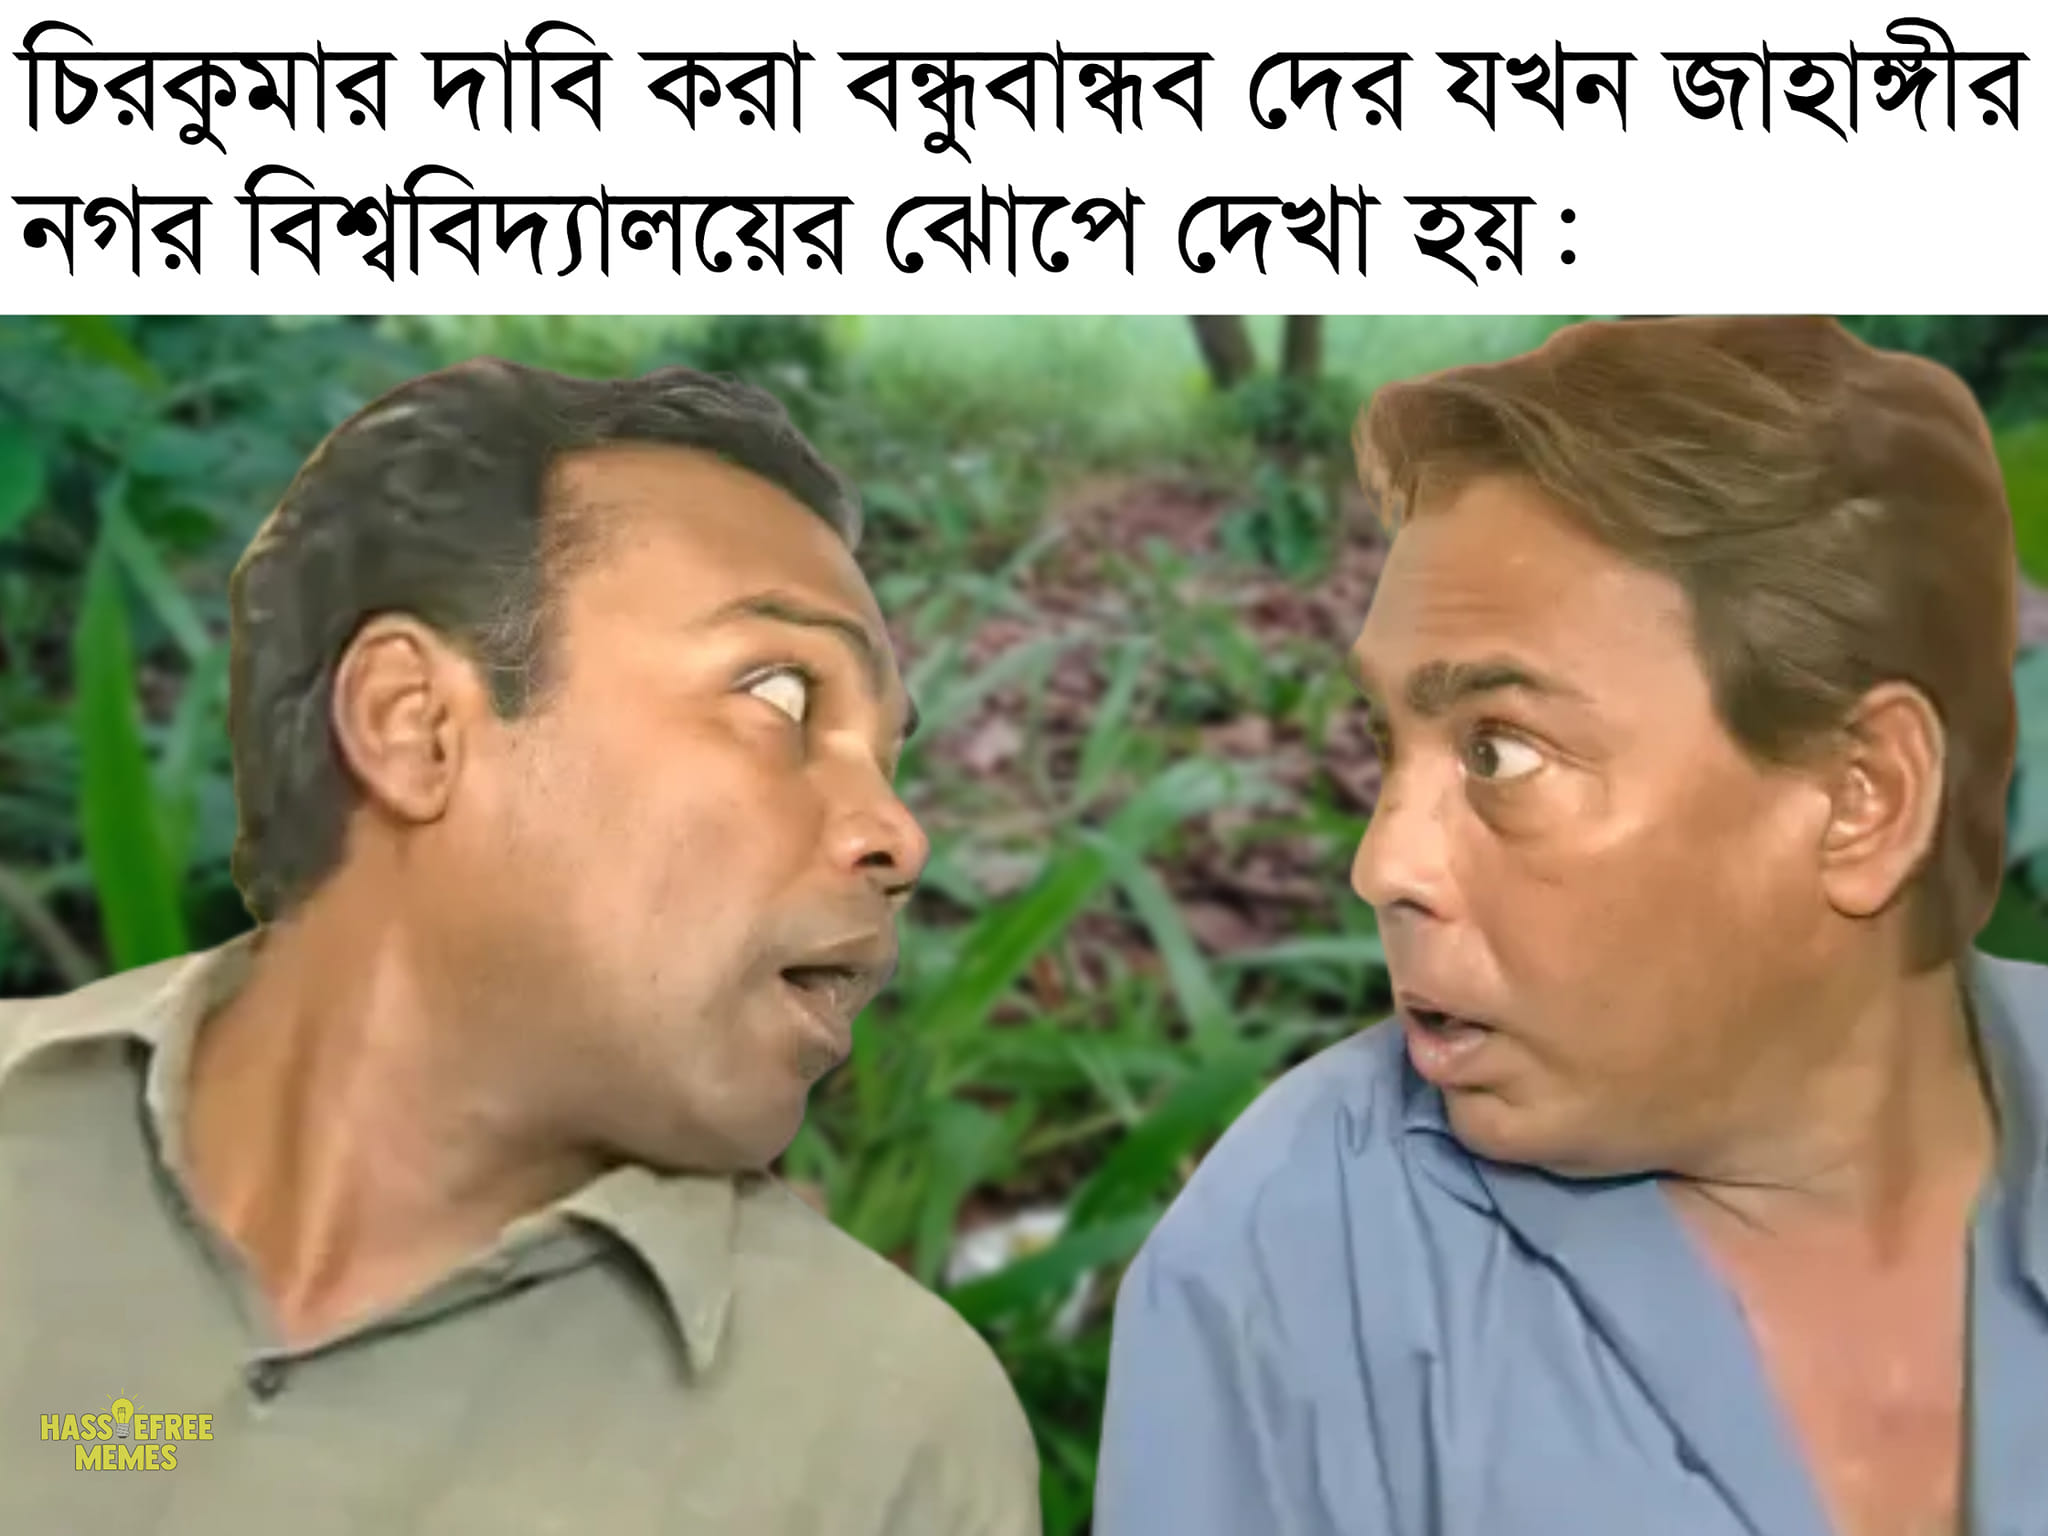 চিরকুমার দাবি করা বন্ধুবান্ধব দের যখন জাহাঙ্গীর
নগর বিশ্ববিদ্যালয়ের ঝোপে দেখা হয় :
HASSLEFREE
MEMES